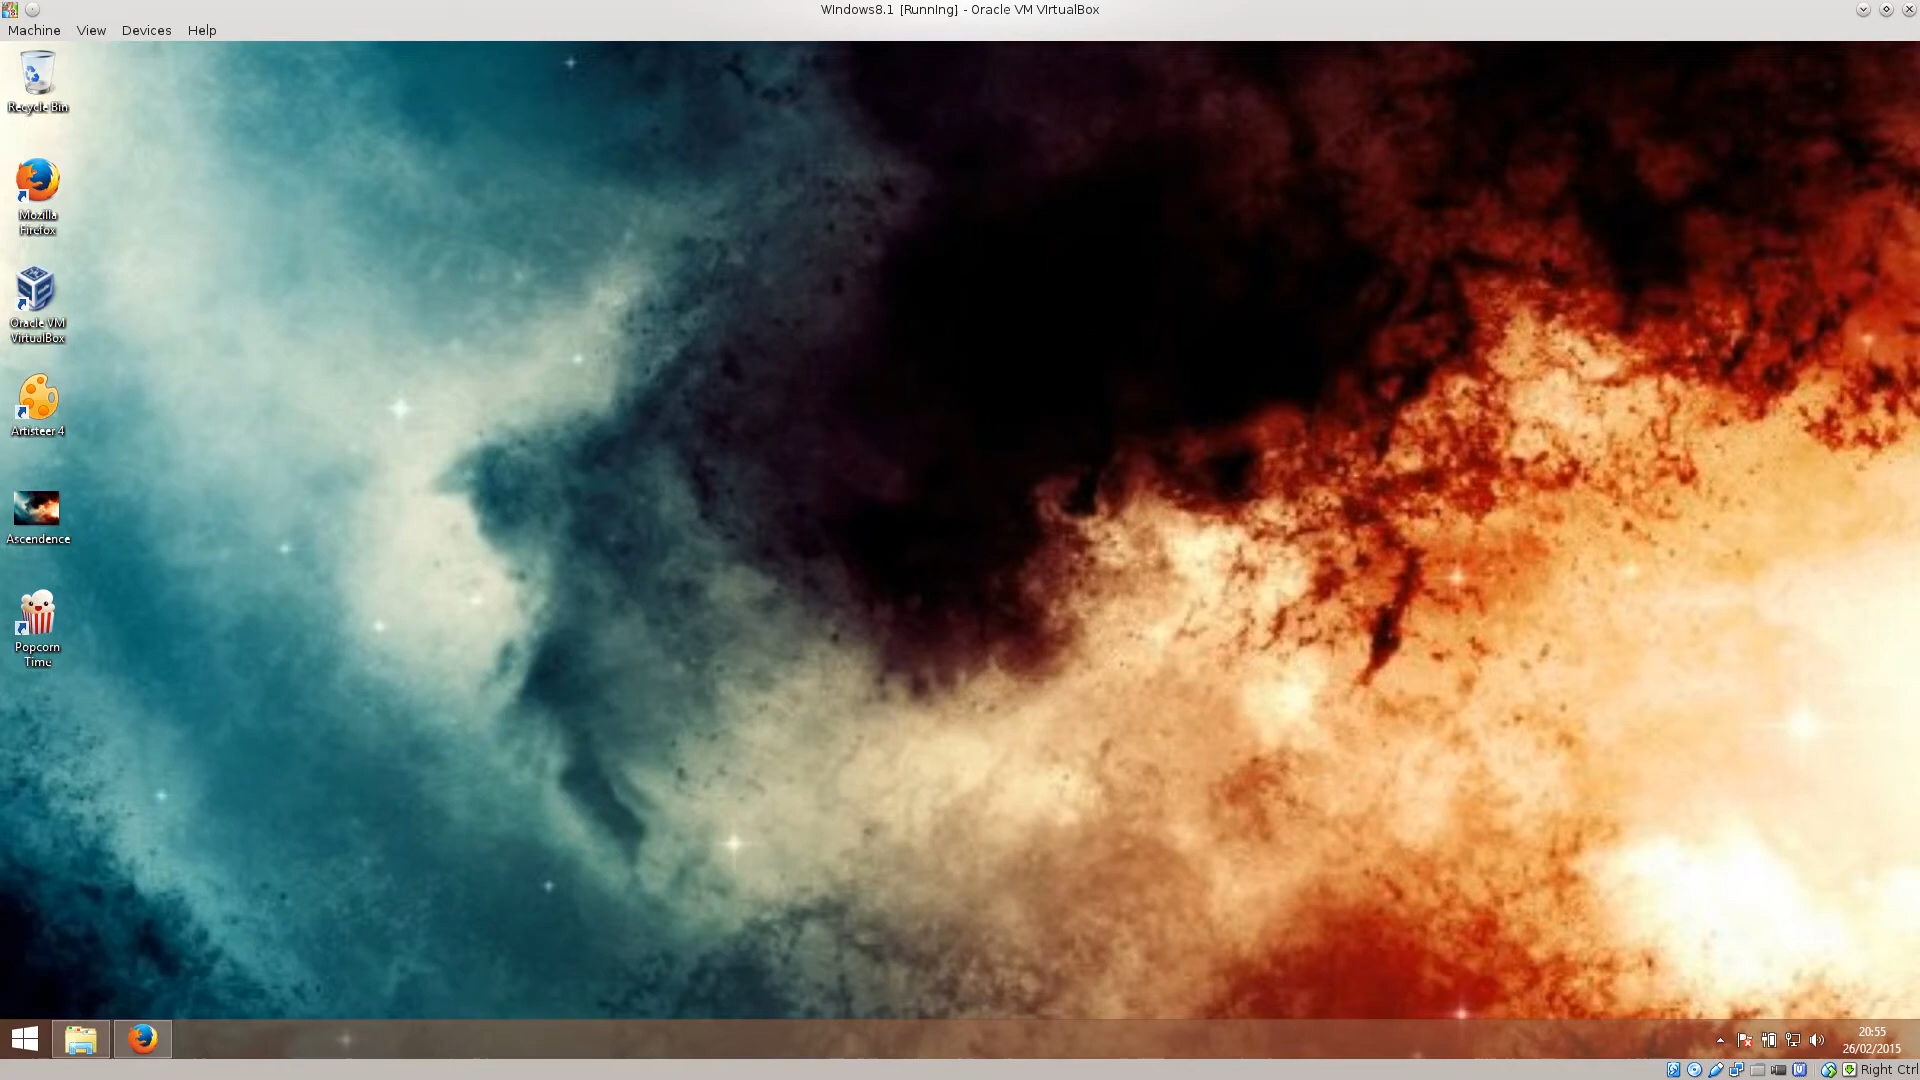 Windows8.1 [Running] - Oracle VM VirtualBox
Machine View Devices Help
Recycle Bin
Mozilla
Firefox
Oracle VM
VirtualBox
Artisteer 4
Ascendence
Popcorn
Time
20:55
26/02/2015
Right Ctrl